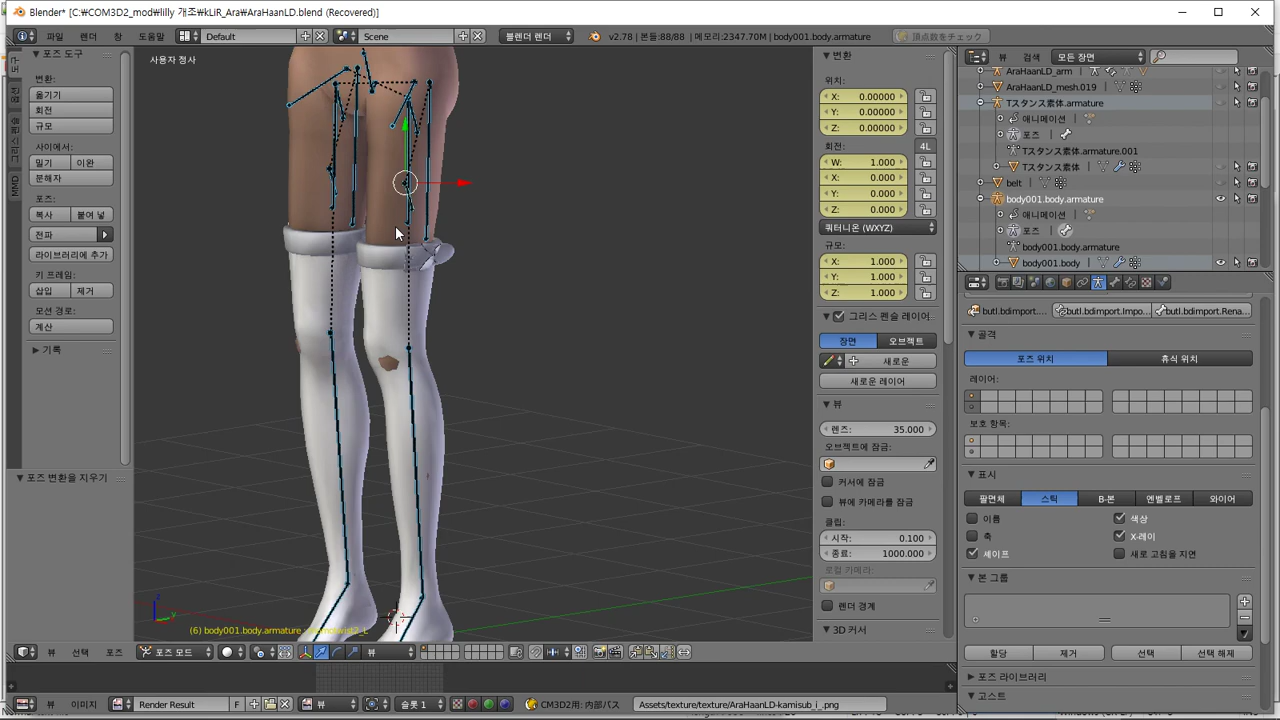 Blender* [C:\COM3D2_mod\lilly 개조\kLiR_Ara\AraHaanLD.blend (Recovered)]
파일 렌더 창 도움말 Default Scene 블렌더 렌더 v2.78 | 본들:88/88 | 메모리:2347.70M | body001.body.armature 頂点数をチェック
포즈 도구
변환:
옮기기
회전
규모
사이에서:
밀기 이완
문해자
포즈:
복사 붙여 넣
전파
라이브러리에 추가
키 프레임:
삽입 제거
모션 경로:
계산
기록
포즈 변환을 지우기
MMD
사용자 정사
(6) body001.body.armature
뷰 선택 포즈 포즈 모드 뷰
변환
위치:
X: 0.00000
Y: 0.00000
Z: 0.00000
회전: 4L
W: 1.000
X: 0.000
Y: 0.000
Z: 0.000
쿼터니온 (WXYZ)
규모:
X: 1.000
Y: 1.000
Z: 1.000
그리스 펜슬 레이어
장면 오브젝트
새로운
새로운 레이어
뷰
렌즈: 35.000
오브젝트에 잠금:
커서에 잠금
뷰에 카메라를 잠금
클립:
시작: 0.100
종료: 1000.000
로컬 카메라:
렌더 경계
3D 커서
뷰 검색 모든 장면
AraHaanLD_arm
AraHaanLD_mesh.019
Tスタンス素体.armature
애니메이션
포즈
Tスタンス素体.armature.001
Tスタンス素体
belt
body001.body.armature
애니메이션
포즈
body001.body.armature
body001.body
butl.bdimport.... butl.bdimport.Impo... butl.bdimport.Rena...
골격
포즈 위치 휴식 위치
레이어:
보호 항목:
표시
팔면체 스틱 B-본 엔벨로프 와이어
이름 색상
축 X-레이
셰이프 새로 고침을 지연
본 그룹
할당 제거 선택 선택 해제
포즈 라이브러리
고스트
뷰 이미지 Render Result F 뷰 슬롯 1 CM3D2用: 内部パス Assets/texture/texture/AraHaanLD-kamisub_i_.png